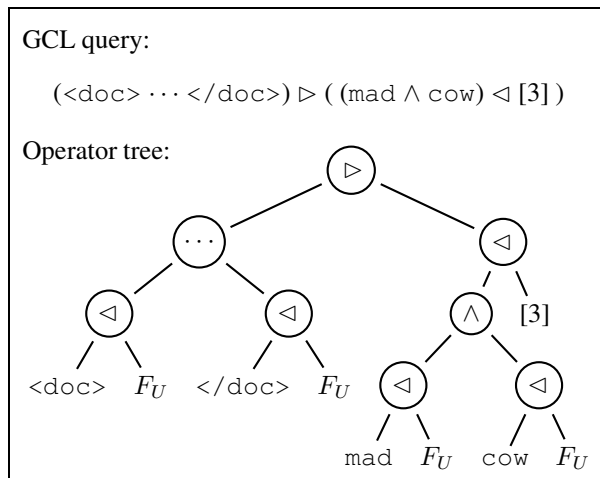 GCL query:
(<doc> ··· </doc>) ▷ ( (mad ∧ cow) ◁ [3] )
Operator tree:
▷
··· ◁
◁ ◁ ∧ [3]
<doc> F_U </doc> F_U ◁ ◁
mad F_U cow F_U